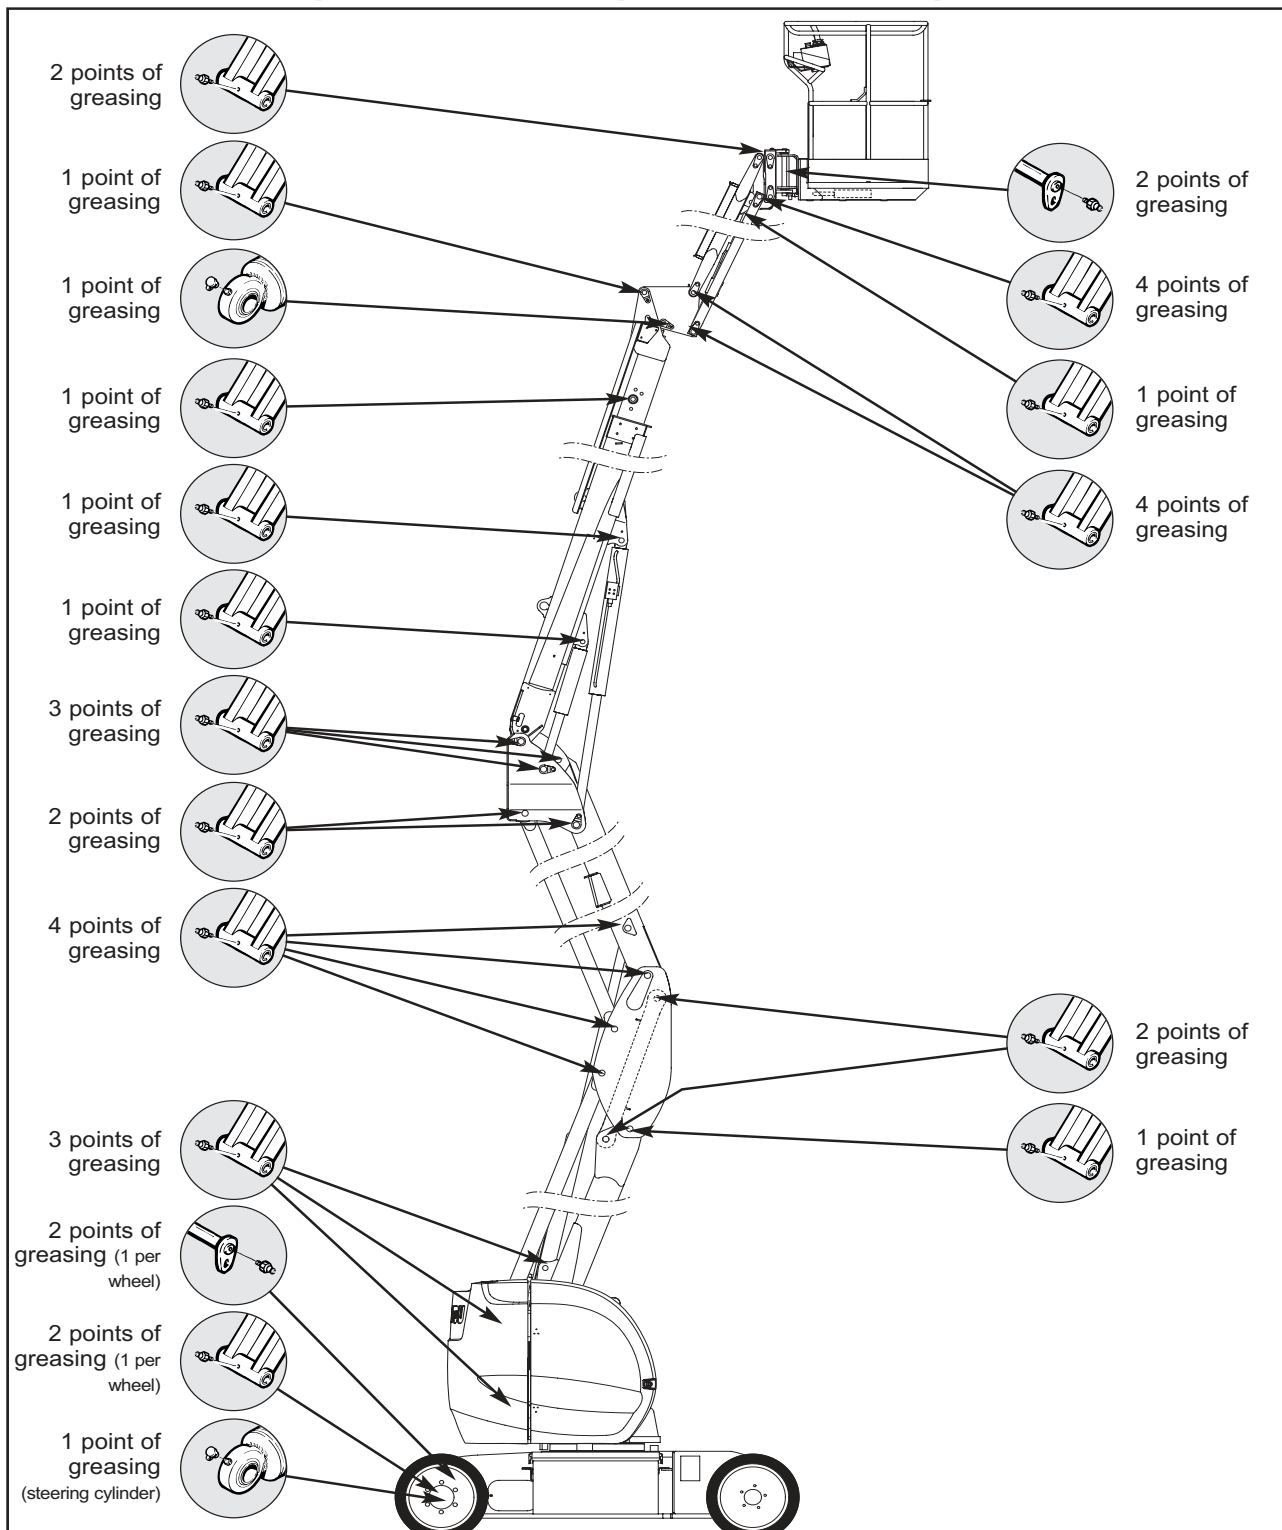 2 points of
greasing
1 point of
greasing
1 point of
greasing
1 point of
greasing
1 point of
greasing
1 point of
greasing
3 points of
greasing
2 points of
greasing
4 points of
greasing
3 points of
greasing
2 points of
greasing (1 per
wheel)
2 points of
greasing (1 per
wheel)
1 point of
greasing
(steering cylinder)
2 points of
greasing
4 points of
greasing
1 point of
greasing
4 points of
greasing
2 points of
greasing
1 point of
greasing